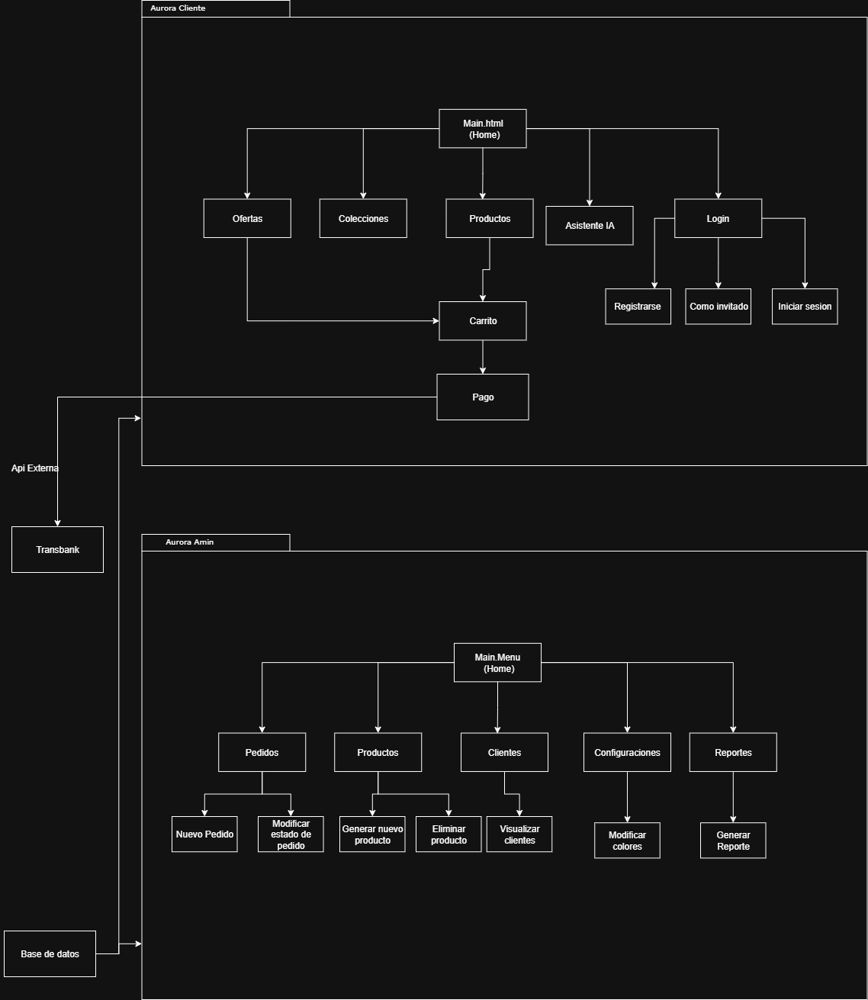 Aurora Cliente
Main.html
(Home)
Ofertas
Colecciones
Productos
Asistente IA
Login
Registrarse
Como invitado
Iniciar sesion
Carrito
Pago
Api Externa
Transbank
Aurora Amin
Main.Menu
(Home)
Pedidos
Productos
Clientes
Configuraciones
Reportes
Nuevo Pedido
Modificar
estado de
pedido
Generar nuevo
producto
Eliminar
producto
Visualizar
clientes
Modificar
colores
Generar
Reporte
Base de datos